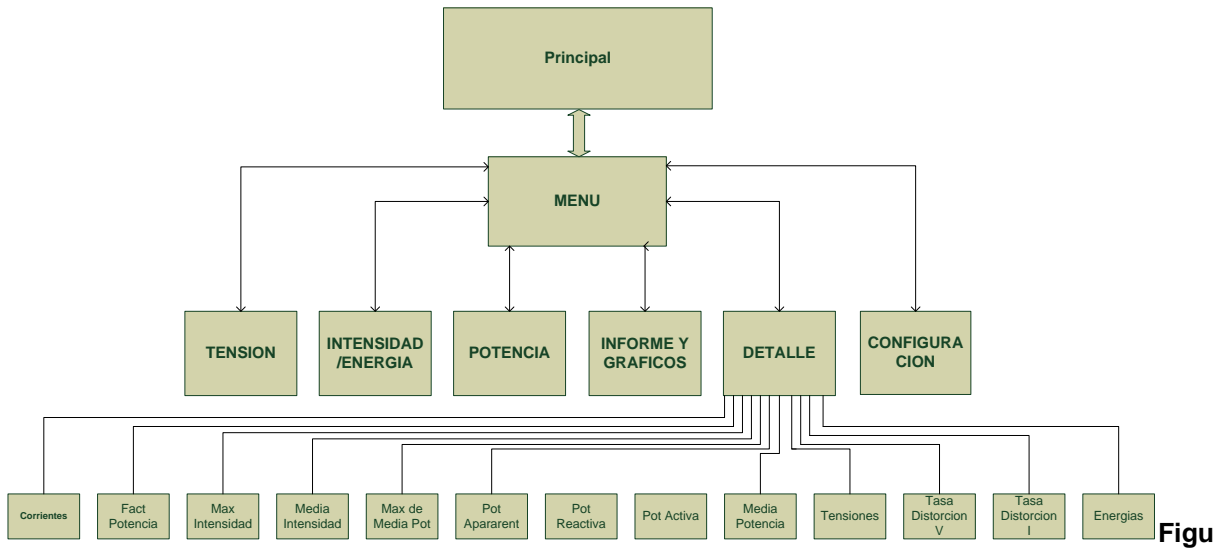 Principal
MENU
TENSION
INTENSIDAD
/ENERGIA
POTENCIA
INFORME Y
GRAFICOS
DETALLE
CONFIGURA
CION
Corrientes
Fact
Potencia
Max
Intensidad
Media
Intensidad
Max de
Media Pot
Pot
Apararent
Pot
Reactiva
Pot Activa
Media
Potencia
Tensiones
Tasa
Distorcion
V
Tasa
Distorcion
I
Energias
Figu